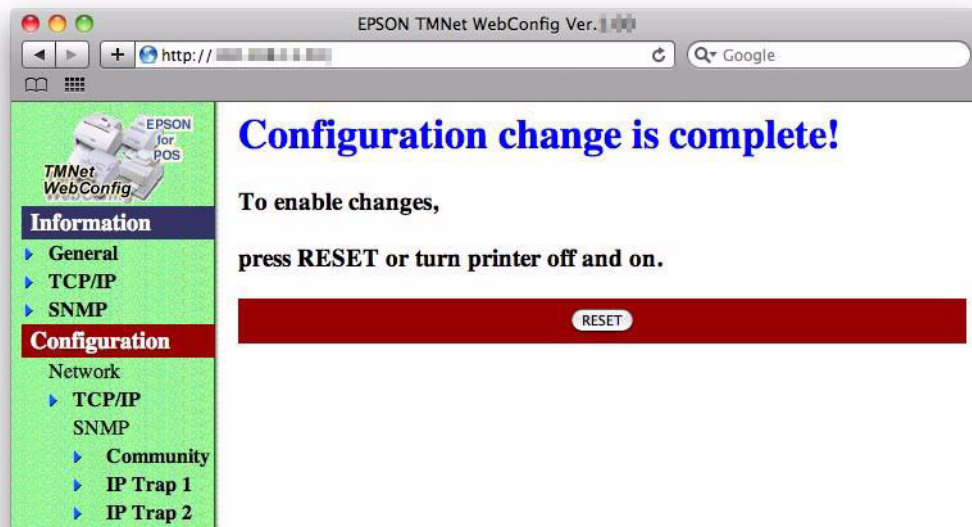 EPSON TMNet WebConfig Ver.
http://
Google
EPSON
for
POS
TMNet
WebConfig
Information
General
TCP/IP
SNMP
Configuration
Network
TCP/IP
SNMP
Community
IP Trap 1
IP Trap 2
Configuration change is complete!
To enable changes,
press RESET or turn printer off and on.
RESET